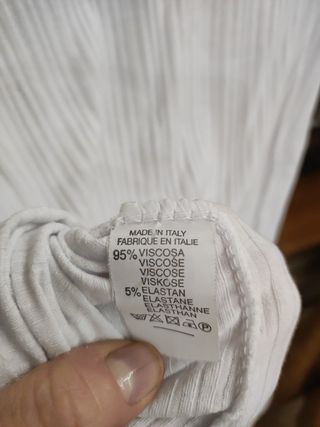 MADE IN ITALY
FABRIQUE EN ITALIE
95% VISCOSA
VISCOSE
VISCOSE
VISKOSE
5% ELASTAN
ELASTANE
ELASTHANNE
ELASTHAN
P